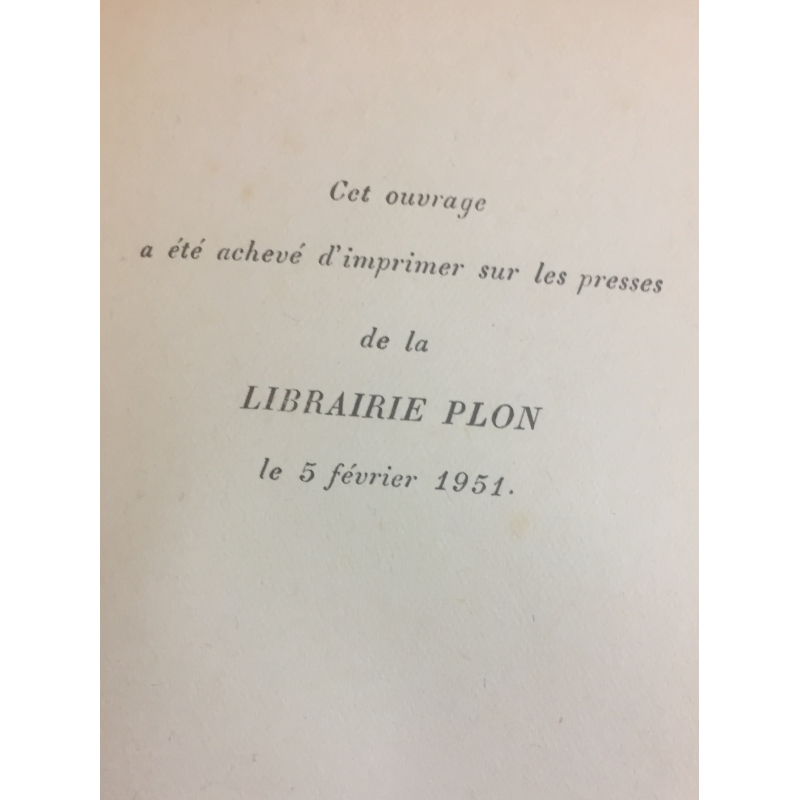 Cet ouvrage
a été achevé d'imprimer sur les presses
de la
LIBRAIRIE PLON
le 5 février 1951.